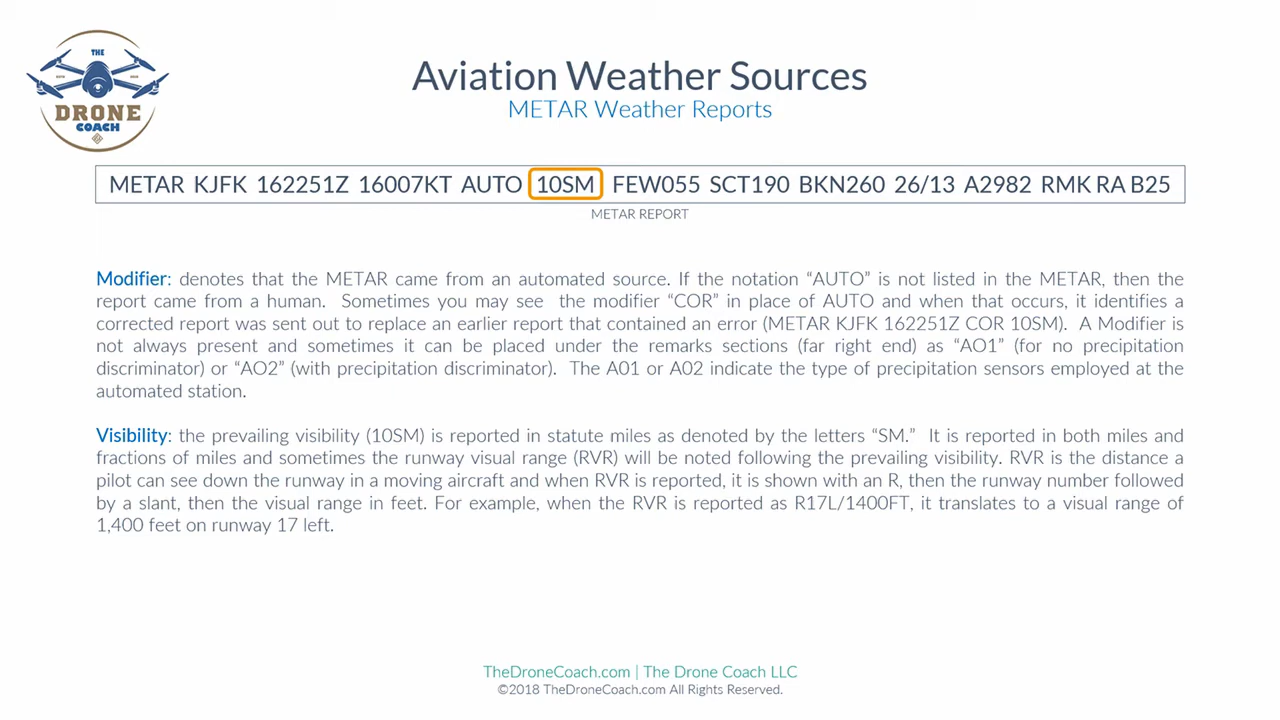 THE
DRONE
COACH
Aviation Weather Sources
METAR Weather Reports
METAR KJFK 162251Z 16007KT AUTO 10SM FEW055 SCT190 BKN260 26/13 A2982 RMK RA B25
METAR REPORT
Modifier: denotes that the METAR came from an automated source. If the notation “AUTO” is not listed in the METAR, then the
report came from a human. Sometimes you may see the modifier “COR” in place of AUTO and when that occurs, it identifies a
corrected report was sent out to replace an earlier report that contained an error (METAR KJFK 162251Z COR 10SM). A Modifier is
not always present and sometimes it can be placed under the remarks sections (far right end) as “AO1” (for no precipitation
discriminator) or “AO2” (with precipitation discriminator). The A01 or A02 indicate the type of precipitation sensors employed at the
automated station.
Visibility: the prevailing visibility (10SM) is reported in statute miles as denoted by the letters “SM.” It is reported in both miles and
fractions of miles and sometimes the runway visual range (RVR) will be noted following the prevailing visibility. RVR is the distance a
pilot can see down the runway in a moving aircraft and when RVR is reported, it is shown with an R, then the runway number followed
by a slant, then the visual range in feet. For example, when the RVR is reported as R17L/1400FT, it translates to a visual range of
1,400 feet on runway 17 left.
TheDroneCoach.com | The Drone Coach LLC
©2018 TheDroneCoach.com All Rights Reserved.